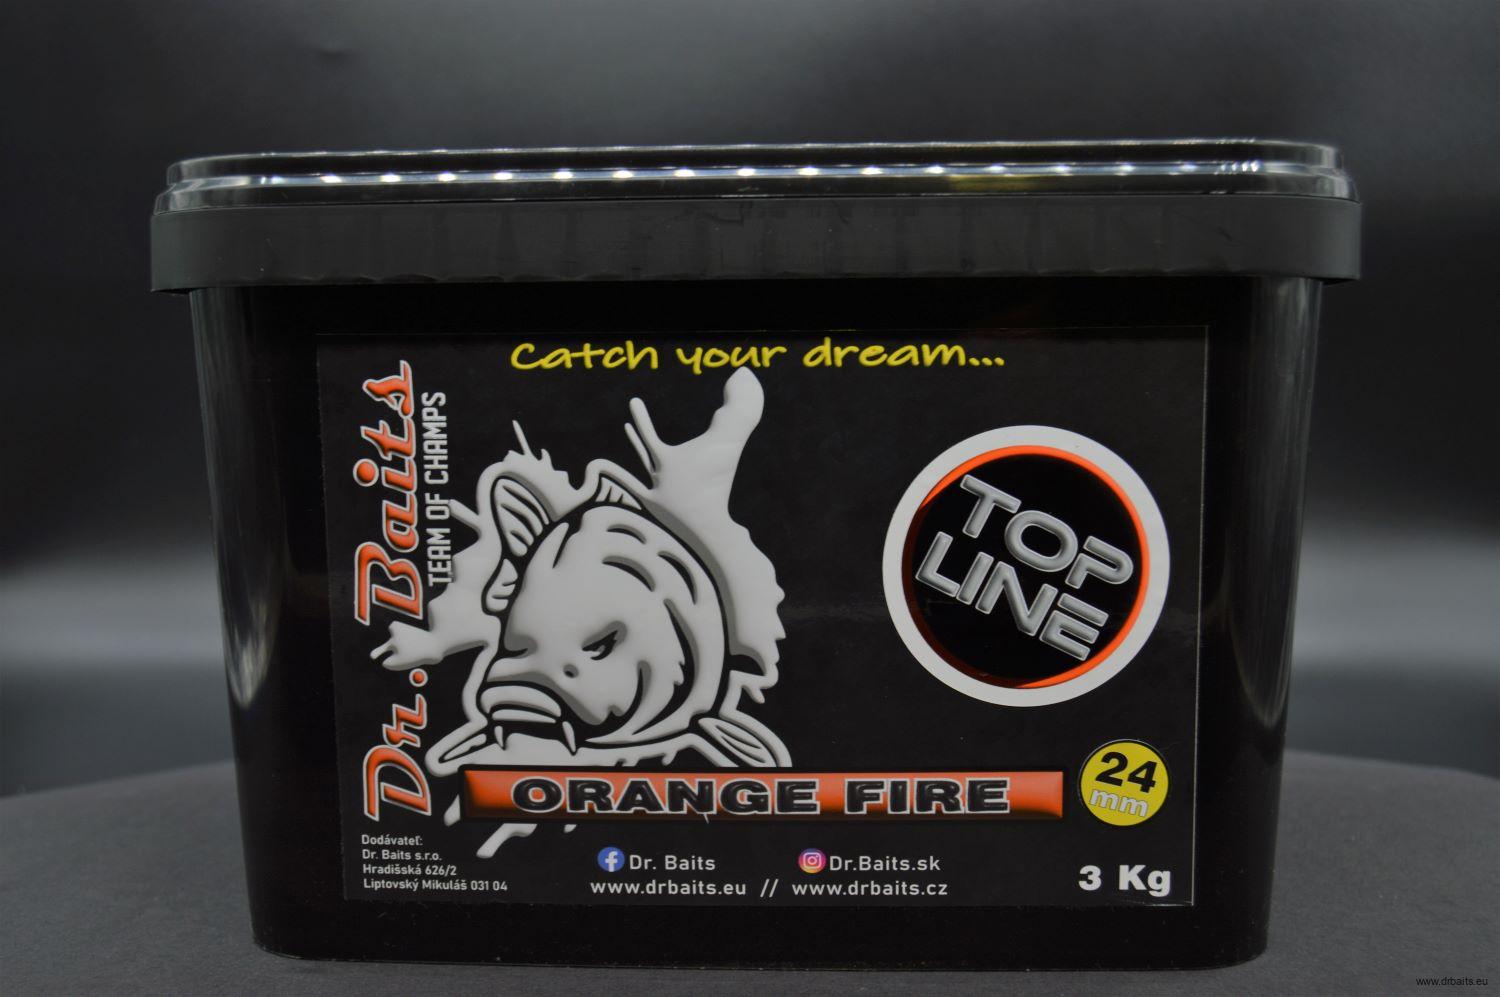 Catch your dream...
Dr. Baits
TEAM OF CHAMPS
TOP
LINE
ORANGE FIRE
24
mm
Dodávateľ:
Dr. Baits s.r.o.
Hradišská 626/2
Liptovský Mikuláš 031 04
Dr. Baits
Dr.Baits.sk
www.drbaits.eu // www.drbaits.cz
3 Kg
www.drbaits.eu